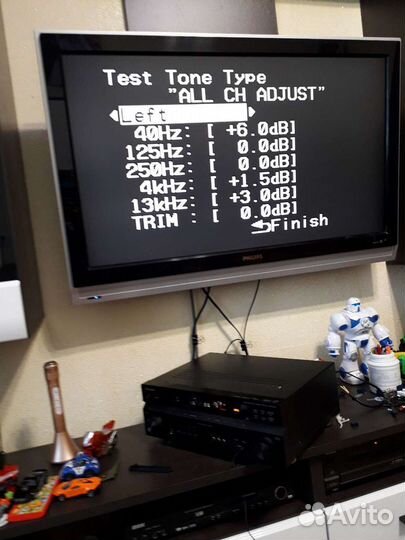 Test Tone Type
"ALL CH ADJUST"
Left
40Hz: [ +6.0dB]
125Hz: [ 0.0dB]
250Hz: [ 0.0dB]
4kHz: [ +1.5dB]
13kHz: [ +3.0dB]
TRIM : [ 0.0dB]
Finish
PHILIPS
Avito